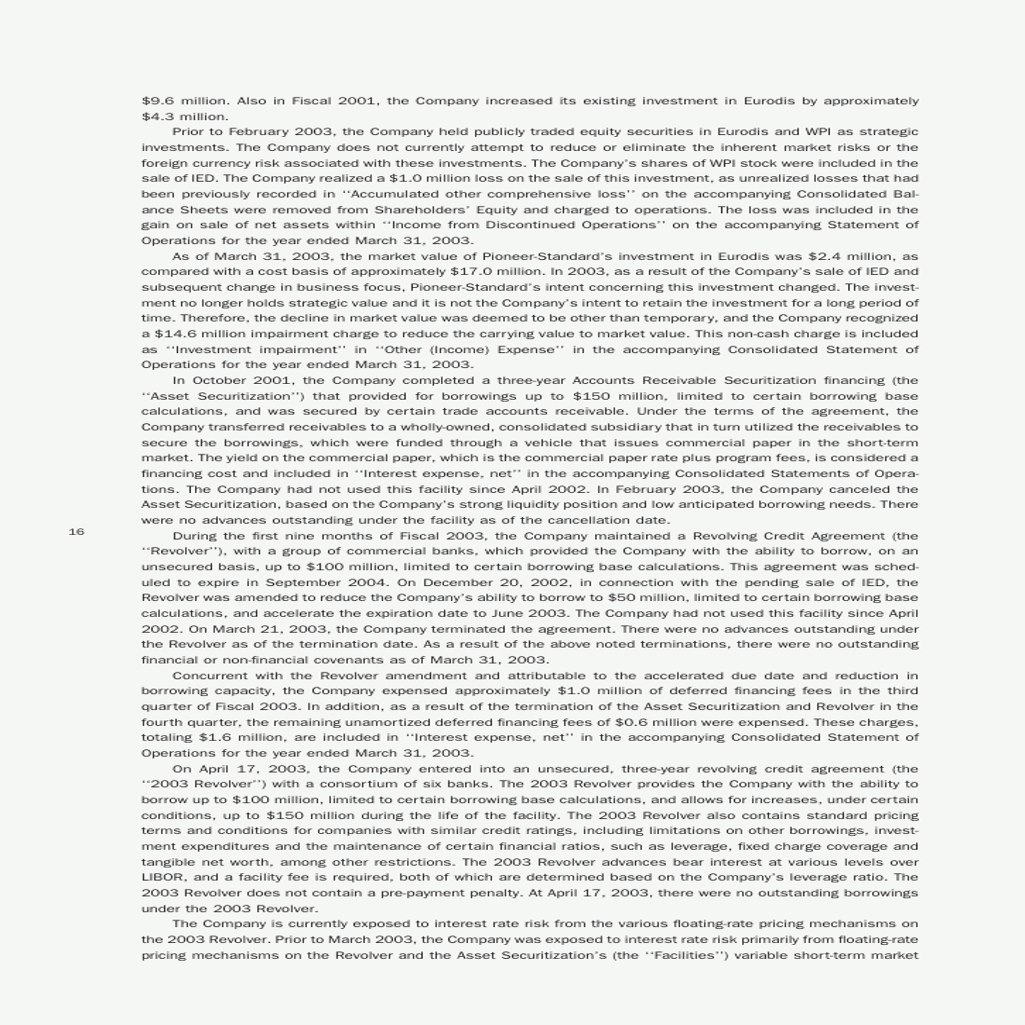 $9.6 million. Also in Fiscal 2001, the Company increased its existing investment in Eurodis by approximately
$4.3 million.
Prior to February 2003, the Company held publicly traded equity securities in Eurodis and WPI as strategic
investments. The Company does not currently attempt to reduce or eliminate the inherent market risks or the
foreign currency risk associated with these investments. The Company's shares of WPI stock were included in the
sale of IED. The Company realized a $1.0 million loss on the sale of this investment, as unrealized losses that had
been previously recorded in ‘‘Accumulated other comprehensive loss’’ on the accompanying Consolidated Bal-
ance Sheets were removed from Shareholders’ Equity and charged to operations. The loss was included in the
gain on sale of net assets within ‘‘Income from Discontinued Operations’’ on the accompanying Statement of
Operations for the year ended March 31, 2003.
As of March 31, 2003, the market value of Pioneer-Standard’s investment in Eurodis was $2.4 million, as
compared with a cost basis of approximately $17.0 million. In 2003, as a result of the Company’s sale of IED and
subsequent change in business focus, Pioneer-Standard’s intent concerning this investment changed. The invest-
ment no longer holds strategic value and it is not the Company’s intent to retain the investment for a long period of
time. Therefore, the decline in market value was deemed to be other than temporary, and the Company recognized
a $14.6 million impairment charge to reduce the carrying value to market value. This non-cash charge is included
as ‘‘Investment impairment’’ in ‘‘Other (Income) Expense’’ in the accompanying Consolidated Statement of
Operations for the year ended March 31, 2003.
In October 2001, the Company completed a three-year Accounts Receivable Securitization financing (the
‘‘Asset Securitization’’) that provided for borrowings up to $150 million, limited to certain borrowing base
calculations, and was secured by certain trade accounts receivable. Under the terms of the agreement, the
Company transferred receivables to a wholly-owned, consolidated subsidiary that in turn utilized the receivables to
secure the borrowings, which were funded through a vehicle that issues commercial paper in the short-term
market. The yield on the commercial paper, which is the commercial paper rate plus program fees, is considered a
financing cost and included in ‘‘Interest expense, net’’ in the accompanying Consolidated Statements of Opera-
tions. The Company had not used this facility since April 2002. In February 2003, the Company canceled the
Asset Securitization, based on the Company’s strong liquidity position and low anticipated borrowing needs. There
were no advances outstanding under the facility as of the cancellation date.
16
During the first nine months of Fiscal 2003, the Company maintained a Revolving Credit Agreement (the
‘‘Revolver’’), with a group of commercial banks, which provided the Company with the ability to borrow, on an
unsecured basis, up to $100 million, limited to certain borrowing base calculations. This agreement was sched-
uled to expire in September 2004. On December 20, 2002, in connection with the pending sale of IED, the
Revolver was amended to reduce the Company’s ability to borrow to $50 million, limited to certain borrowing base
calculations, and accelerate the expiration date to June 2003. The Company had not used this facility since April
2002. On March 21, 2003, the Company terminated the agreement. There were no advances outstanding under
the Revolver as of the termination date. As a result of the above noted terminations, there were no outstanding
financial or non-financial covenants as of March 31, 2003.
Concurrent with the Revolver amendment and attributable to the accelerated due date and reduction in
borrowing capacity, the Company expensed approximately $1.0 million of deferred financing fees in the third
quarter of Fiscal 2003. In addition, as a result of the termination of the Asset Securitization and Revolver in the
fourth quarter, the remaining unamortized deferred financing fees of $0.6 million were expensed. These charges,
totaling $1.6 million, are included in ‘‘Interest expense, net’’ in the accompanying Consolidated Statement of
Operations for the year ended March 31, 2003.
On April 17, 2003, the Company entered into an unsecured, three-year revolving credit agreement (the
‘‘2003 Revolver’’) with a consortium of six banks. The 2003 Revolver provides the Company with the ability to
borrow up to $100 million, limited to certain borrowing base calculations, and allows for increases, under certain
conditions, up to $150 million during the life of the facility. The 2003 Revolver also contains standard pricing
terms and conditions for companies with similar credit ratings, including limitations on other borrowings, invest-
ment expenditures and the maintenance of certain financial ratios, such as leverage, fixed charge coverage and
tangible net worth, among other restrictions. The 2003 Revolver advances bear interest at various levels over
LIBOR, and a facility fee is required, both of which are determined based on the Company’s leverage ratio. The
2003 Revolver does not contain a pre-payment penalty. At April 17, 2003, there were no outstanding borrowings
under the 2003 Revolver.
The Company is currently exposed to interest rate risk from the various floating-rate pricing mechanisms on
the 2003 Revolver. Prior to March 2003, the Company was exposed to interest rate risk primarily from floating-rate
pricing mechanisms on the Revolver and the Asset Securitization’s (the ‘‘Facilities’’) variable short-term market